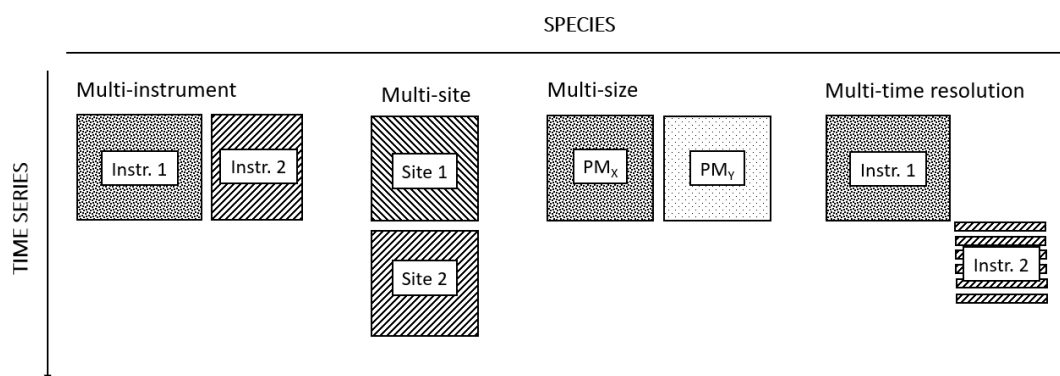 SPECIES
TIME SERIES
Multi-instrument
Instr. 1
Instr. 2
Multi-site
Site 1
Site 2
Multi-size
PMX
PMY
Multi-time resolution
Instr. 1
Instr. 2